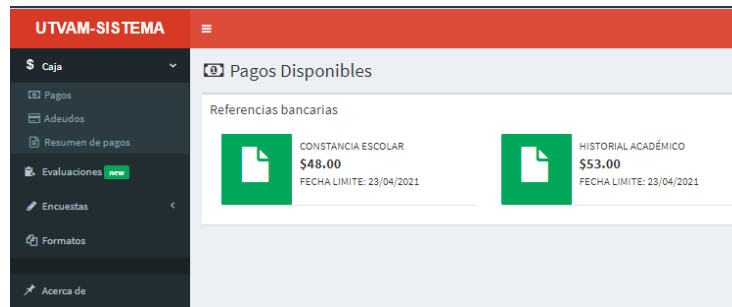 UTVAM-SISTEMA
$ Caja
Pagos
Adeudos
Resumen de pagos
Evaluaciones new
Encuestas
Formatos
Acerca de
Pagos Disponibles
Referencias bancarias
CONSTANCIA ESCOLAR
$48.00
FECHA LIMITE: 23/04/2021
HISTORIAL ACADÉMICO
$53.00
FECHA LIMITE: 23/04/2021